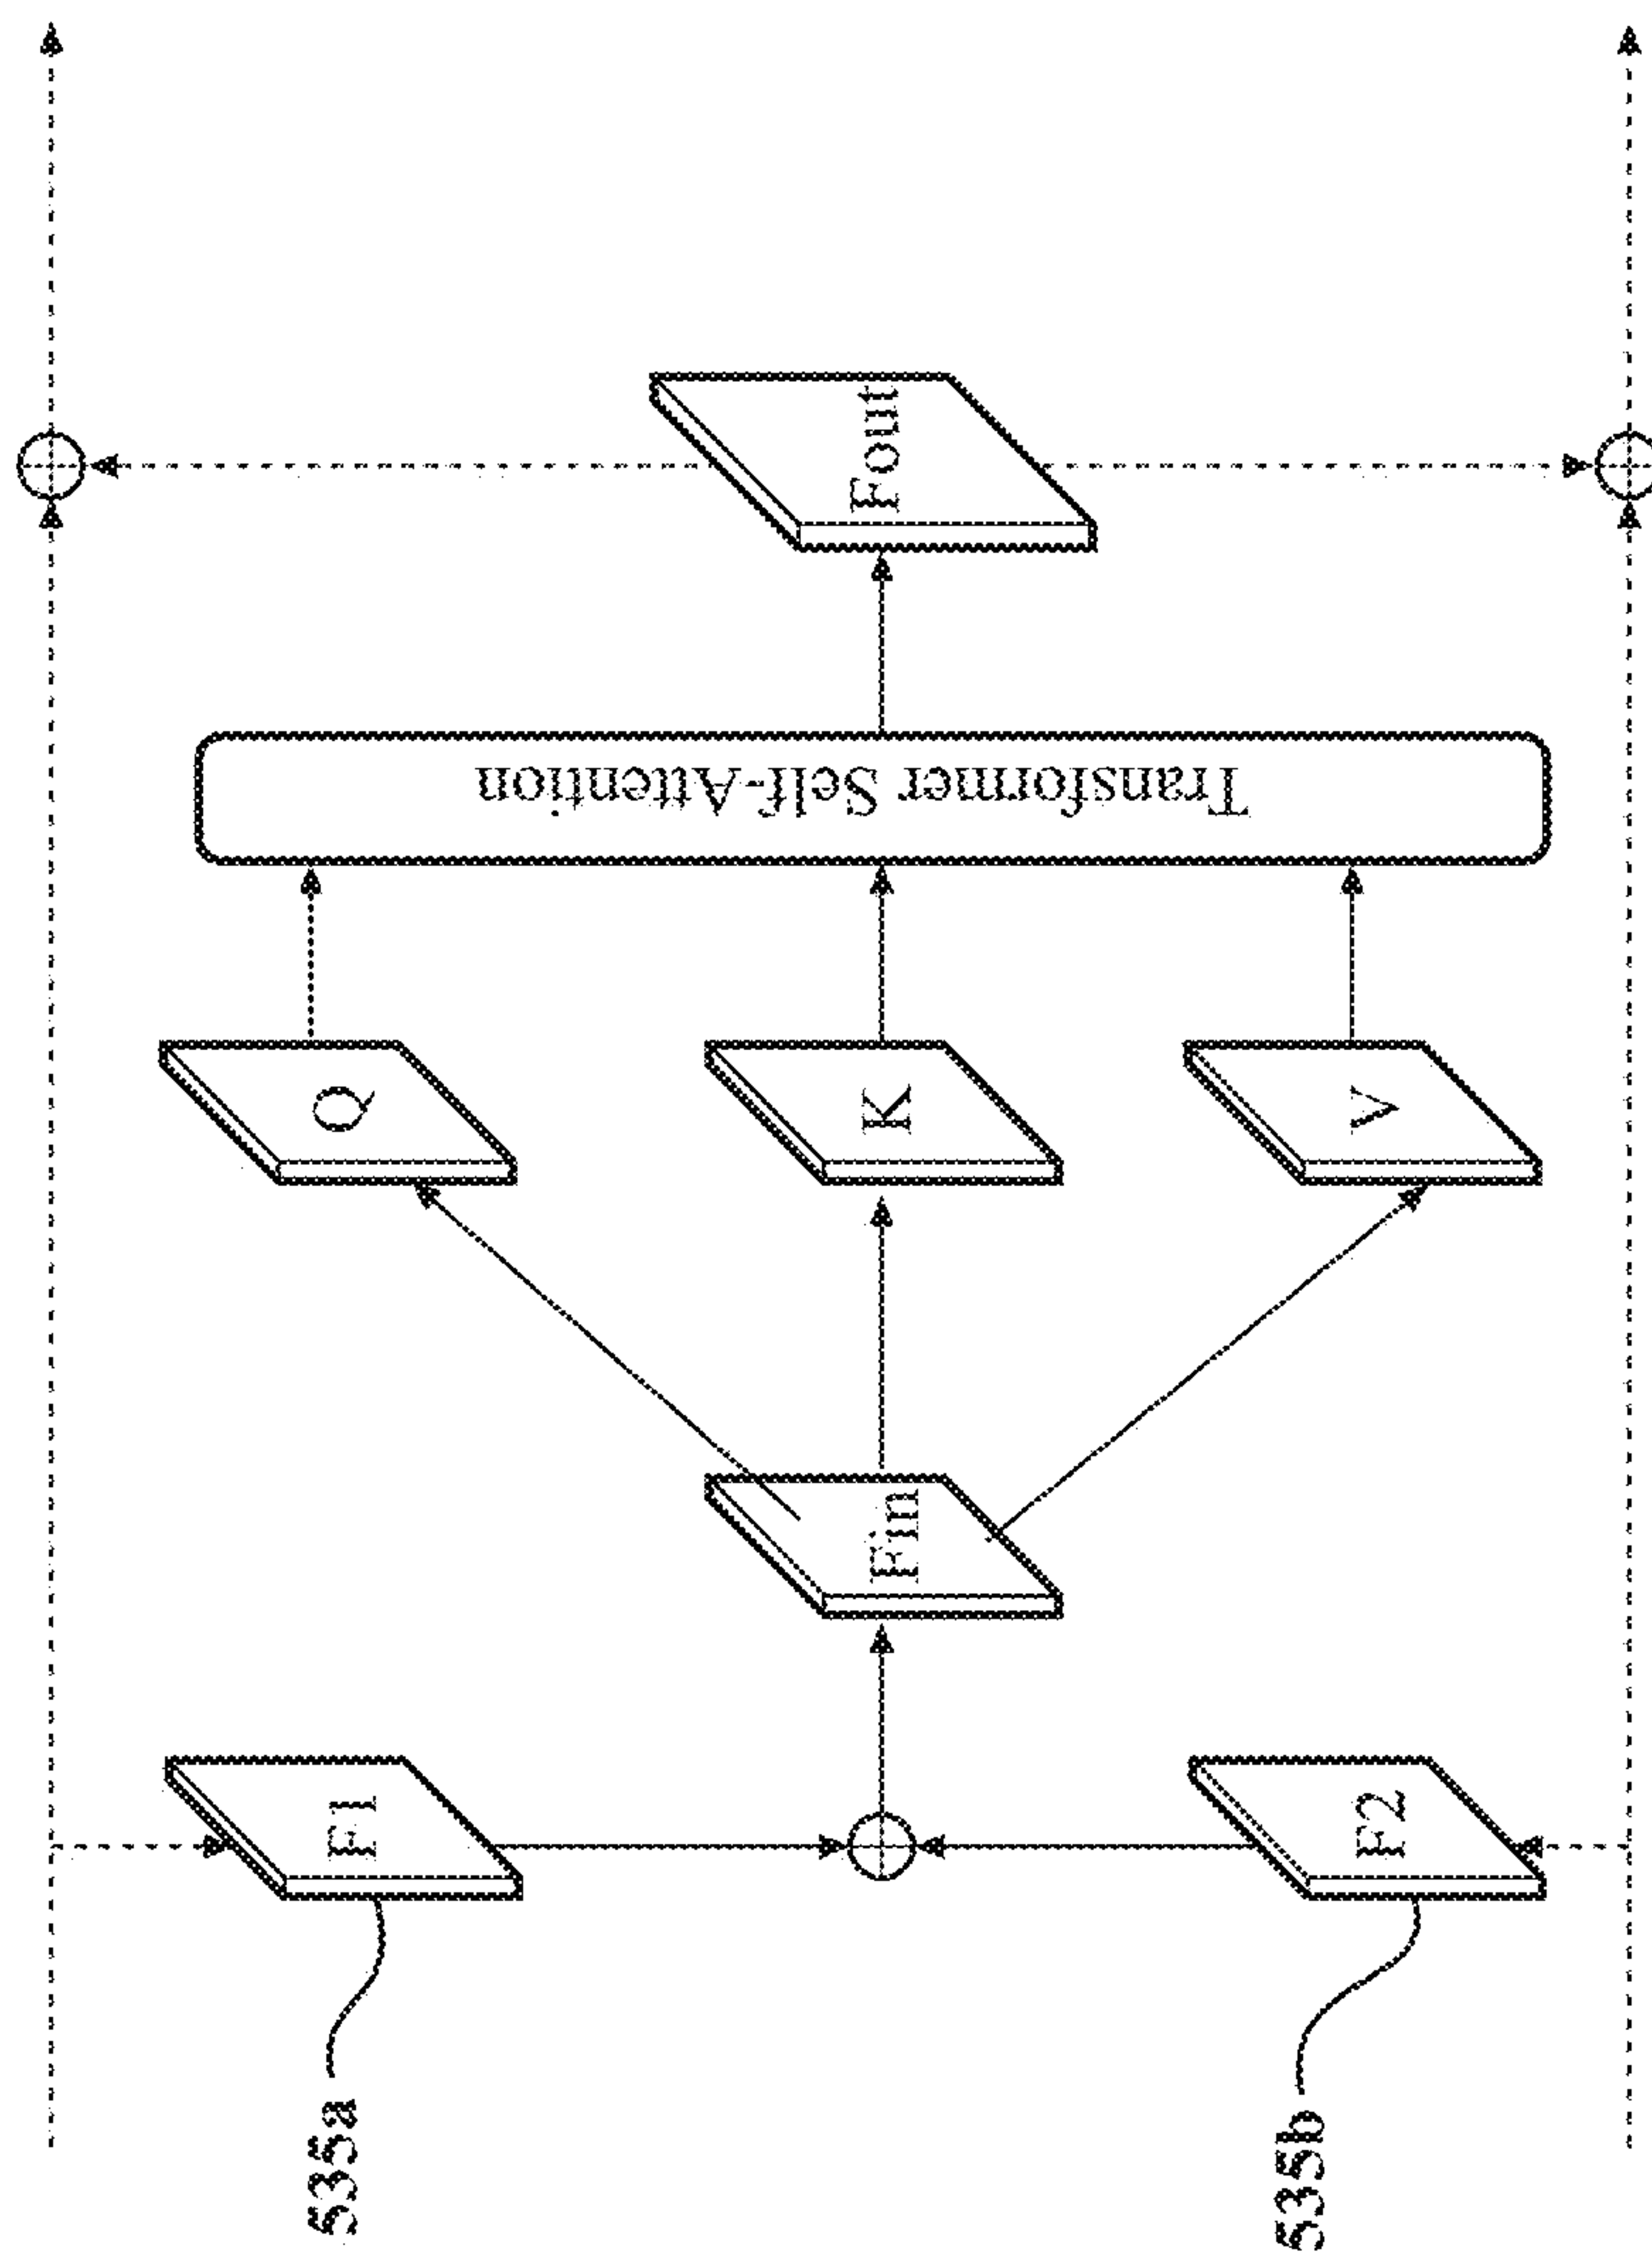 535a
535b
F1
F2
Fin
Q
K
V
Transformer Self-Attention
Fout